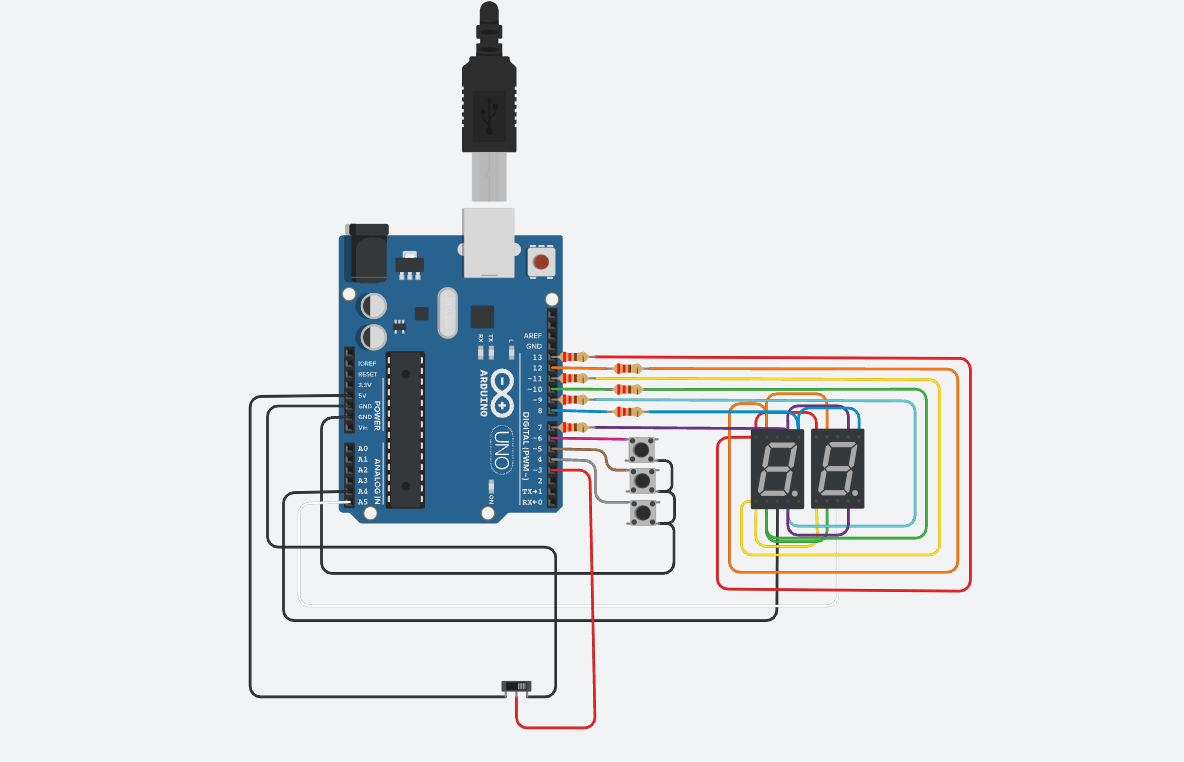 AREF
GND
13
12
~11
~10
~9
8
7
~6
~5
4
~3
2
TX→1
RX←0
IOREF
RESET
3.3V
5V
GND
GND
Vin
A0
A1
A2
A3
A4
A5
POWER
ANALOG IN
RX
TX
L
ARDUINO
UNO
DIGITAL (PWM~)
ON
8.
8.